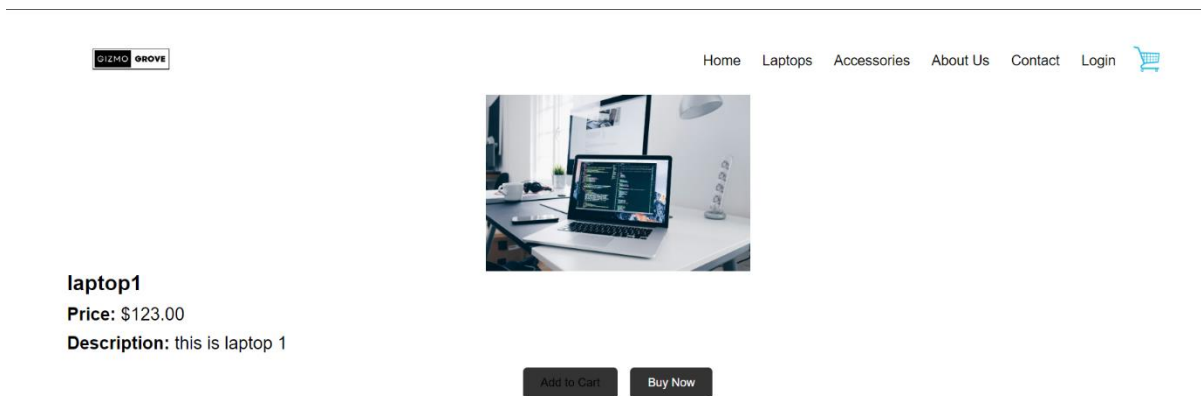 GIZMO GROVE
Home Laptops Accessories About Us Contact Login
laptop1
Price: $123.00
Description: this is laptop 1
Add to Cart Buy Now